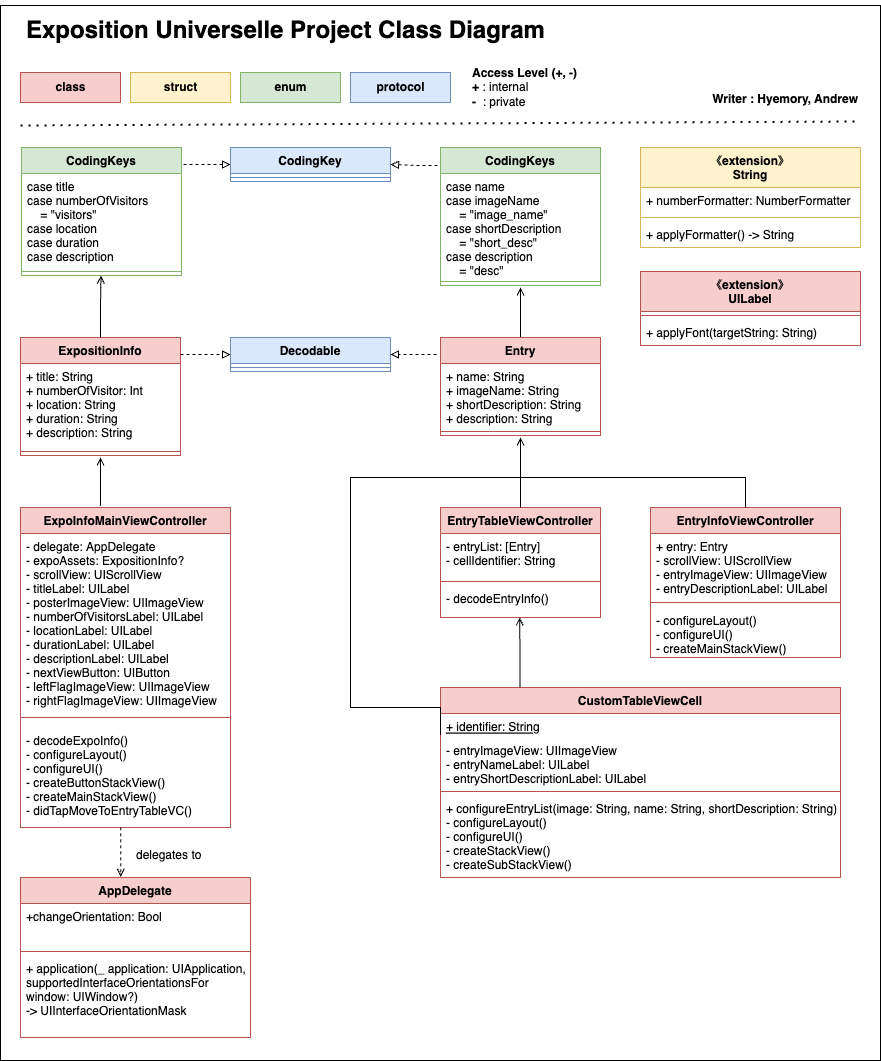 Exposition Universelle Project Class Diagram
class
struct
enum
protocol
Access Level (+, -)
+ : internal
- : private
Writer : Hyemory, Andrew
CodingKeys
case title
case numberOfVisitors
= "visitors"
case location
case duration
case description
CodingKey
CodingKeys
case name
case imageName
= "image_name"
case shortDescription
= "short_desc"
case description
= "desc"
《extension》
String
+ numberFormatter: NumberFormatter
+ applyFormatter() -> String
《extension》
UILabel
+ applyFont(targetString: String)
ExpositionInfo
+ title: String
+ numberOfVisitor: Int
+ location: String
+ duration: String
+ description: String
Decodable
Entry
+ name: String
+ imageName: String
+ shortDescription: String
+ description: String
ExpoInfoMainViewController
- delegate: AppDelegate
- expoAssets: ExpositionInfo?
- scrollView: UIScrollView
- titleLabel: UILabel
- posterImageView: UIImageView
- numberOfVisitorsLabel: UILabel
- locationLabel: UILabel
- durationLabel: UILabel
- descriptionLabel: UILabel
- nextViewButton: UIButton
- leftFlagImageView: UIImageView
- rightFlagImageView: UIImageView
- decodeExpoInfo()
- configureLayout()
- configureUI()
- createButtonStackView()
- createMainStackView()
- didTapMoveToEntryTableVC()
EntryTableViewController
- entryList: [Entry]
- cellIdentifier: String
- decodeEntryInfo()
EntryInfoViewController
+ entry: Entry
- scrollView: UIScrollView
- entryImageView: UIImageView
- entryDescriptionLabel: UILabel
- configureLayout()
- configureUI()
- createMainStackView()
CustomTableViewCell
+ identifier: String
- entryImageView: UIImageView
- entryNameLabel: UILabel
- entryShortDescriptionLabel: UILabel
+ configureEntryList(image: String, name: String, shortDescription: String)
- configureLayout()
- configureUI()
- createStackView()
- createSubStackView()
delegates to
AppDelegate
+changeOrientation: Bool
+ application(_ application: UIApplication,
supportedInterfaceOrientationsFor
window: UIWindow?)
-> UIInterfaceOrientationMask